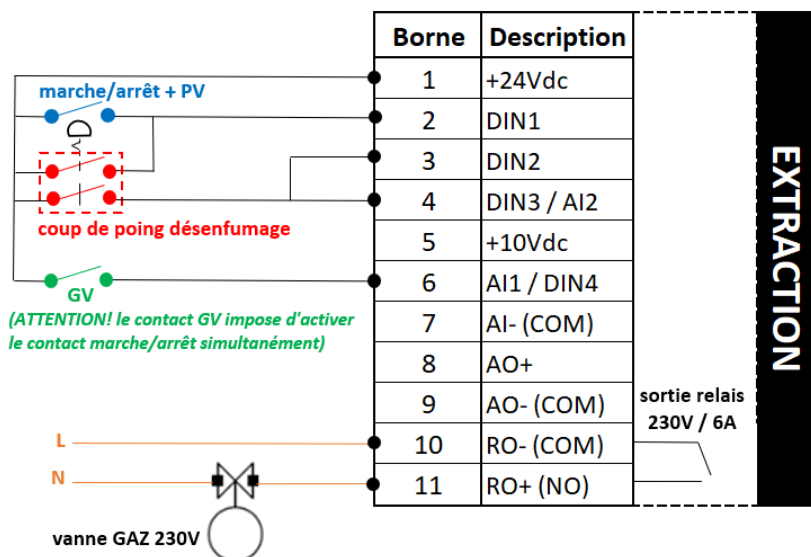 Borne Description
1 +24Vdc
2 DIN1
3 DIN2
4 DIN3 / AI2
5 +10Vdc
6 AI1 / DIN4
7 AI- (COM)
8 AO+
9 AO- (COM)
10 RO- (COM)
11 RO+ (NO)
marche/arrêt + PV
coup de poing désenfumage
GV
(ATTENTION! le contact GV impose d'activer
le contact marche/arrêt simultanément)
L
N
vanne GAZ 230V
sortie relais
230V / 6A
EXTRACTION